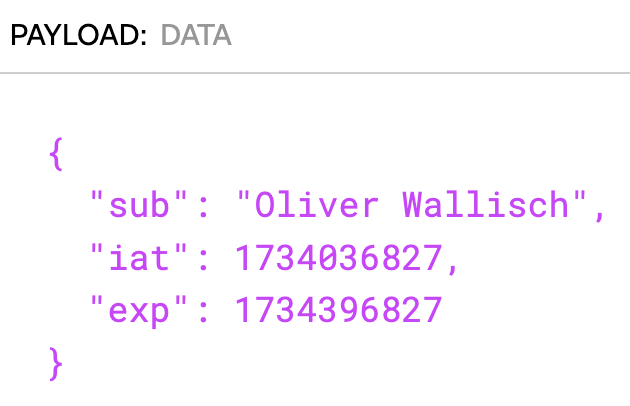 PAYLOAD: DATA
{
"sub": "Oliver Wallisch",
"iat": 1734036827,
"exp": 1734396827
}